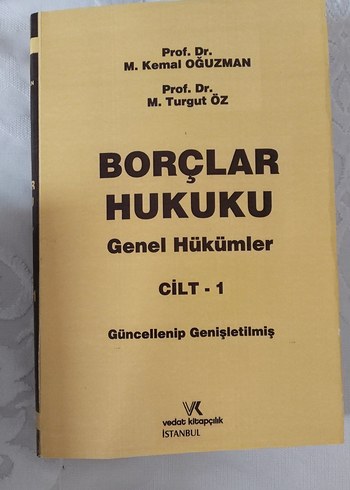 Prof. Dr.
M. Kemal OĞUZMAN
Prof. Dr.
M. Turgut ÖZ
BORÇLAR
HUKUKU
Genel Hükümler
CİLT - 1
Güncellenip Genişletilmiş
VK
vedat kitapçılık
İSTANBUL